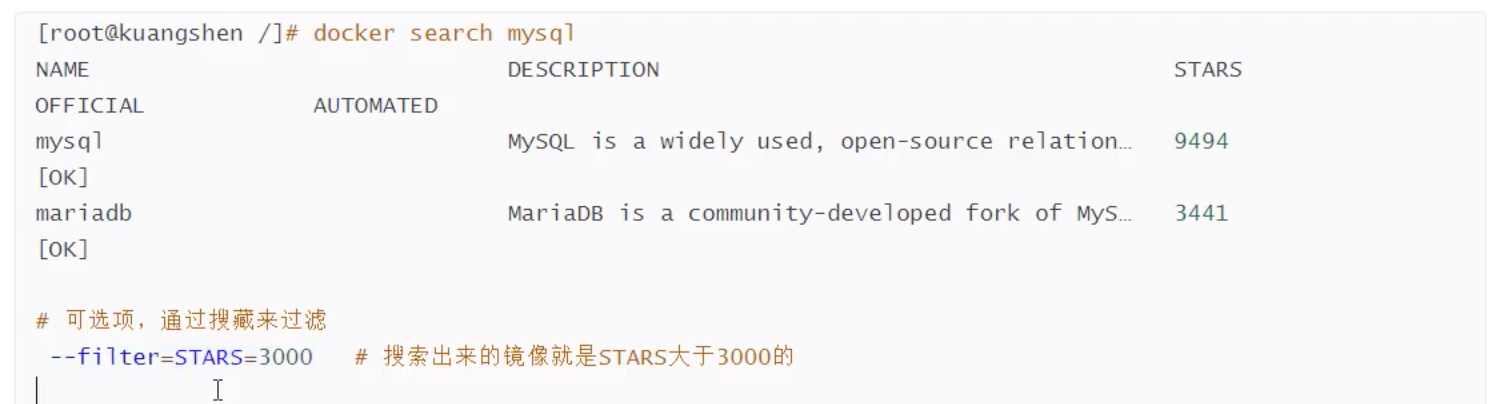 [root@kuangshen /]# docker search mysql
NAME DESCRIPTION STARS
OFFICIAL AUTOMATED
mysql MySQL is a widely used, open-source relation… 9494
[OK]
mariadb MariaDB is a community-developed fork of MyS… 3441
[OK]
# 可选项，通过搜藏来过滤
--filter=STARS=3000 # 搜索出来的镜像就是STARS大于3000的